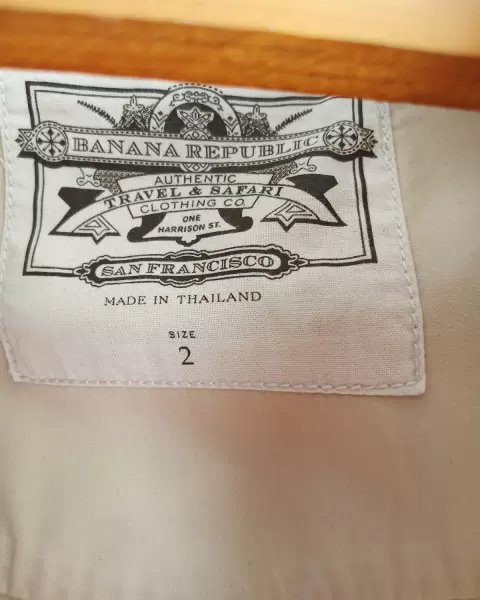 BANANA REPUBLIC
AUTHENTIC
TRAVEL & SAFARI
CLOTHING CO.
ONE
HARRISON ST.
SAN FRANCISCO
MADE IN THAILAND
SIZE
2